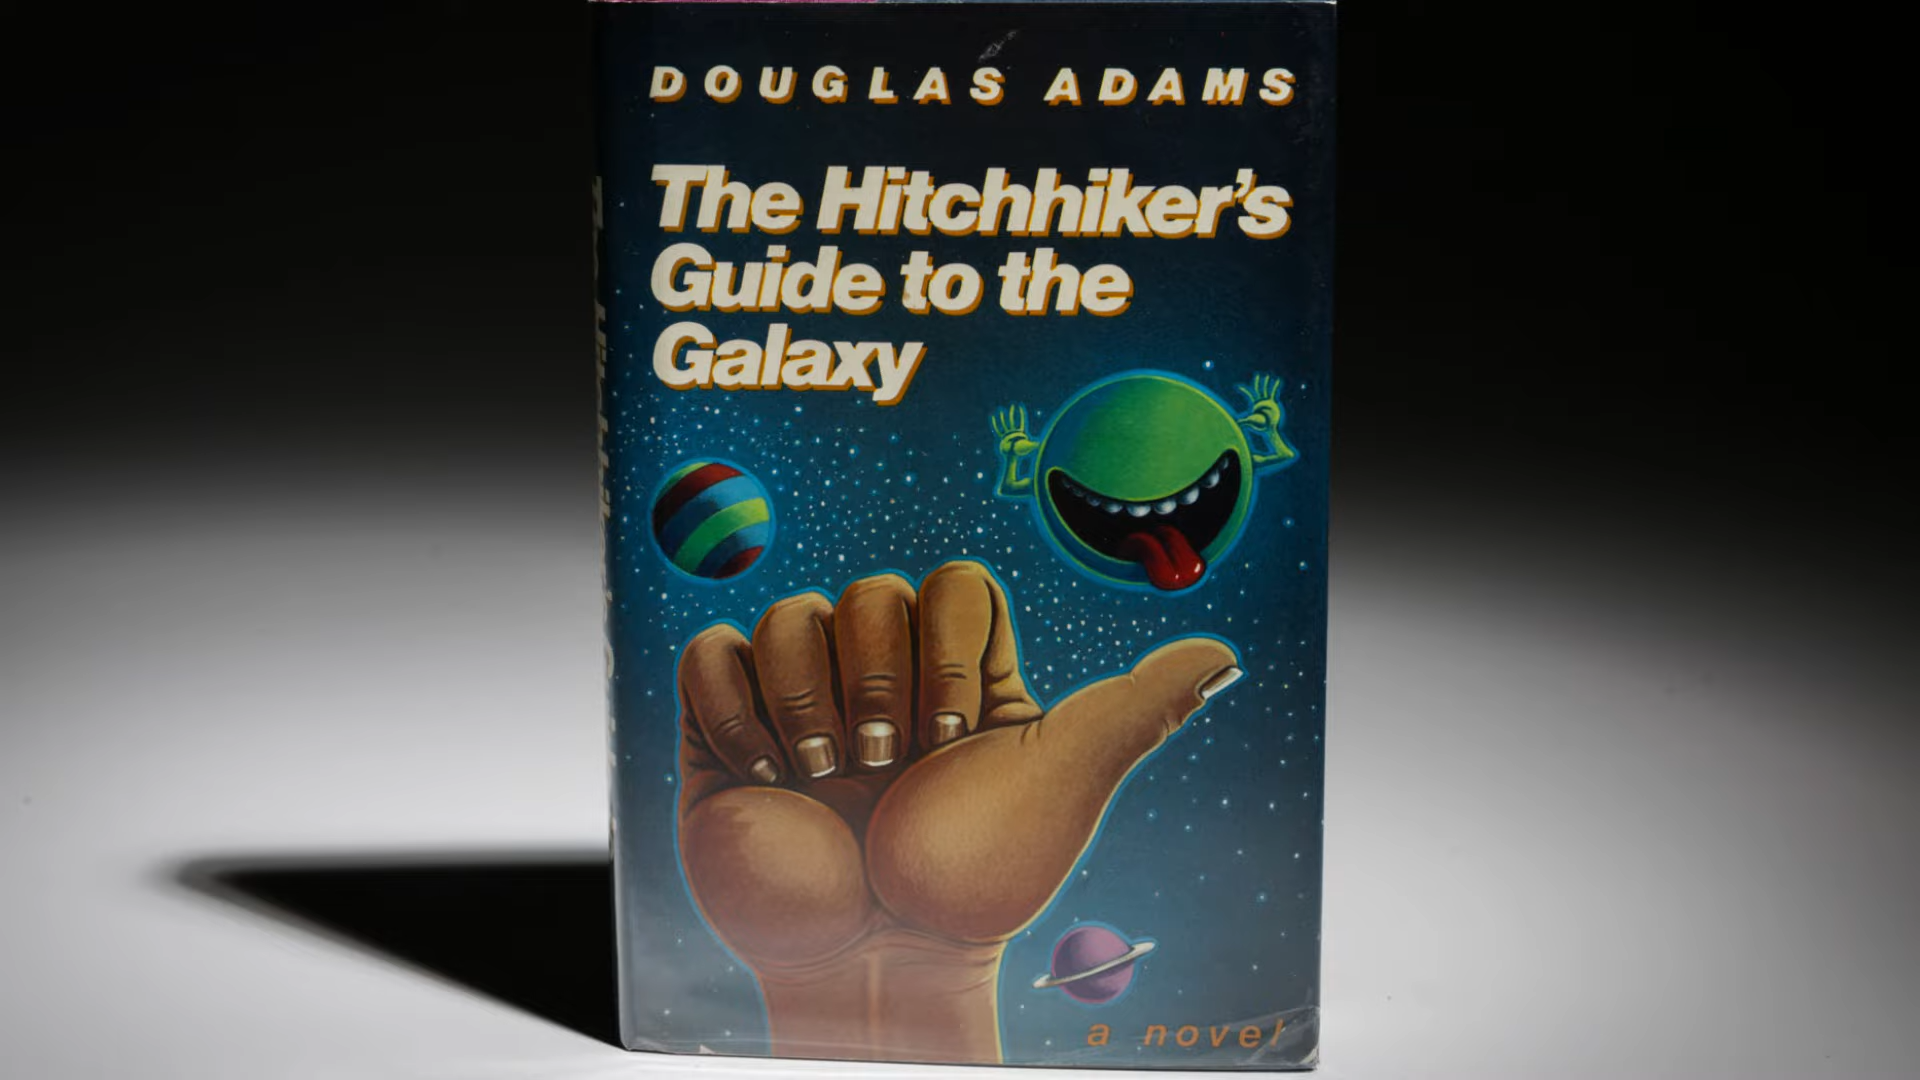 DOUGLAS ADAMS
The Hitchhiker's
Guide to the
Galaxy
a novel